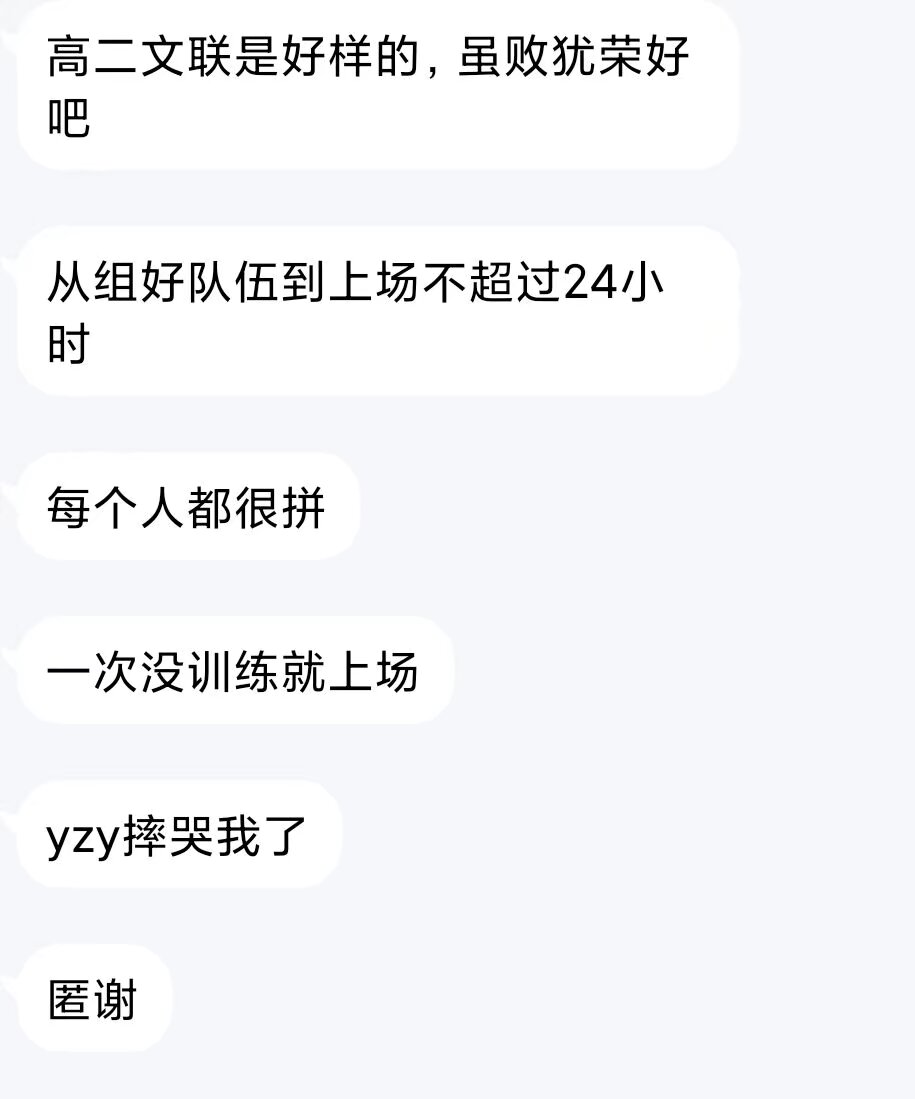 高二文联是好样的，虽败犹荣好
吧
从组好队伍到上场不超过24小
时
每个人都很拼
一次没训练就上场
yzy摔哭我了
匿谢